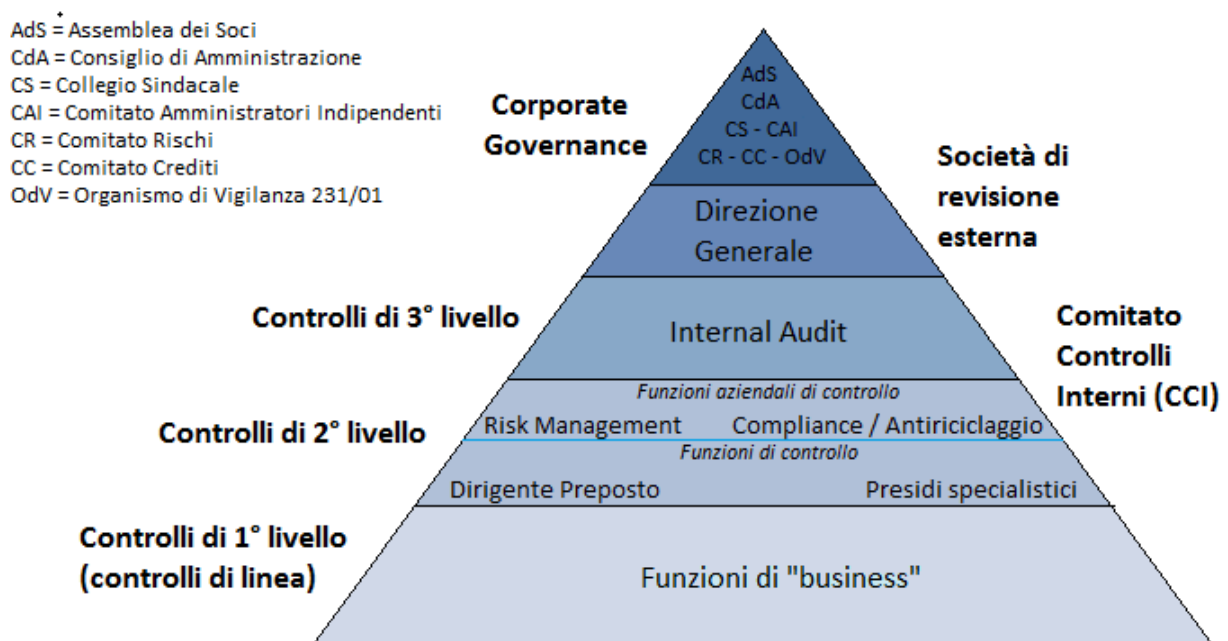 AdS = Assemblea dei Soci
CdA = Consiglio di Amministrazione
CS = Collegio Sindacale
CAI = Comitato Amministratori Indipendenti
CR = Comitato Rischi
CC = Comitato Crediti
OdV = Organismo di Vigilanza 231/01
Corporate
Governance
AdS
CdA
CS - CAI
CR - CC - OdV
Società di
revisione
esterna
Direzione
Generale
Controlli di 3° livello
Internal Audit
Comitato
Controlli
Interni (CCI)
Funzioni aziendali di controllo
Controlli di 2° livello
Risk Management Compliance / Antiriciclaggio
Funzioni di controllo
Dirigente Preposto Presidi specialistici
Controlli di 1° livello
(controlli di linea)
Funzioni di "business"